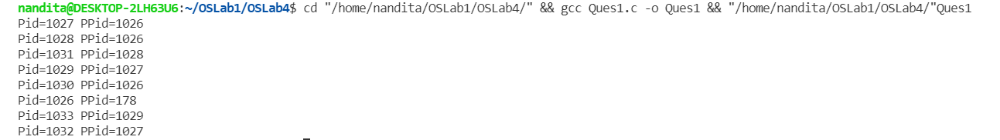 nandita@DESKTOP-2LH63U6:~/OSLab1/OSLab4$ cd "/home/nandita/OSLab1/OSLab4/" && gcc Ques1.c -o Ques1 && "/home/nandita/OSLab1/OSLab4/"Ques1
Pid=1027 PPid=1026
Pid=1028 PPid=1026
Pid=1031 PPid=1028
Pid=1029 PPid=1027
Pid=1030 PPid=1026
Pid=1026 PPid=178
Pid=1033 PPid=1029
Pid=1032 PPid=1027